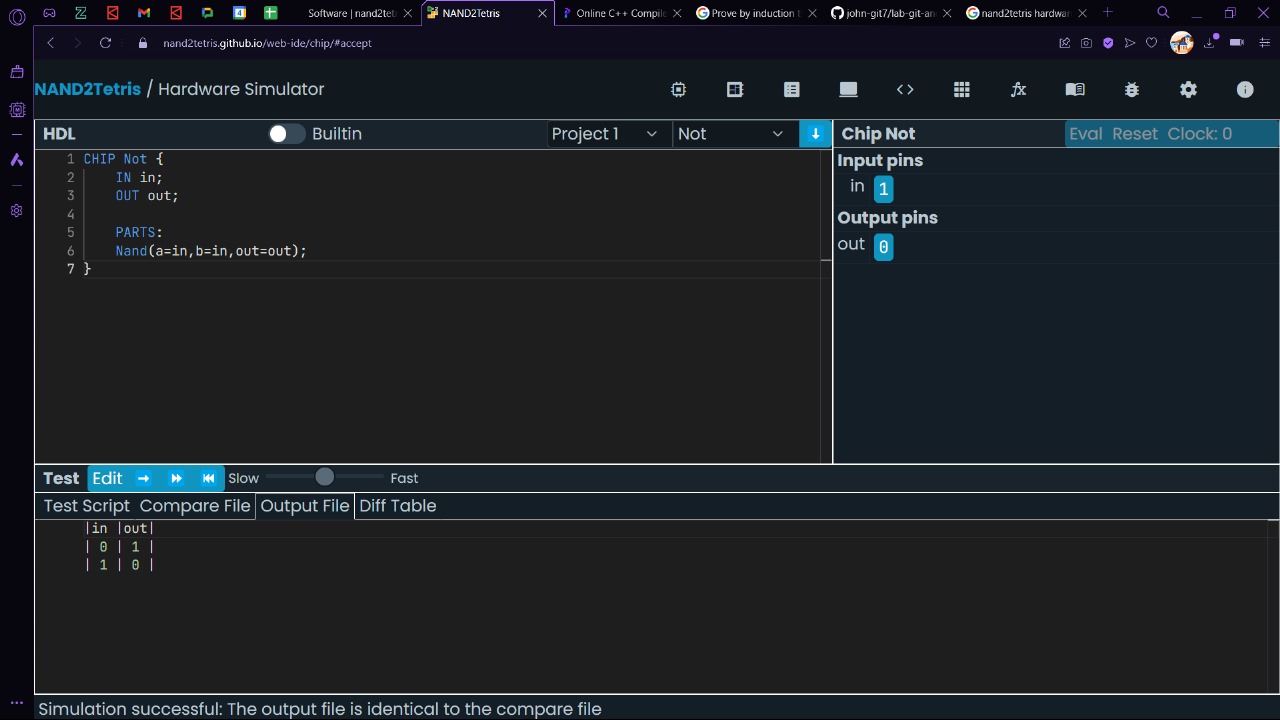 Software | nand2tet
NAND2Tetris
Online C++ Compile
Prove by induction t
john-git7/lab-git-an
nand2tetris hardwar
nand2tetris.github.io/web-ide/chip/#accept
NAND2Tetris / Hardware Simulator
HDL Builtin Project 1 Not
1 CHIP Not {
2 IN in;
3 OUT out;
4
5 PARTS:
6 Nand(a=in,b=in,out=out);
7 }
Chip Not Eval Reset Clock: 0
Input pins
in 1
Output pins
out 0
Test Edit Slow Fast
Test Script Compare File Output File Diff Table
|in |out|
| 0 | 1 |
| 1 | 0 |
Simulation successful: The output file is identical to the compare file